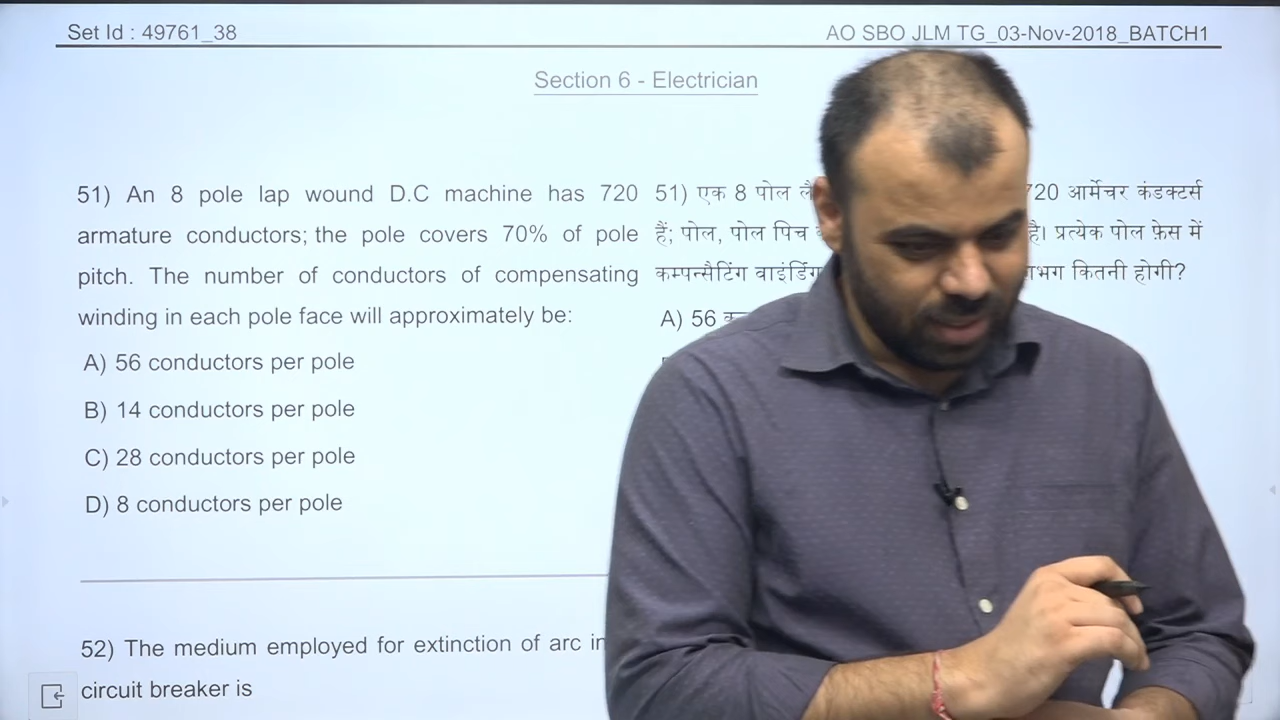 Set Id : 49761_38
AO SBO JLM TG_03-Nov-2018_BATCH1
Section 6 - Electrician
51) An 8 pole lap wound D.C machine has 720
armature conductors; the pole covers 70% of pole
pitch. The number of conductors of compensating
winding in each pole face will approximately be:
A) 56 conductors per pole
B) 14 conductors per pole
C) 28 conductors per pole
D) 8 conductors per pole
51) एक 8 पोल
720 आर्मेचर कंडक्टर्स
हैं; पोल, पोल पिच
है। प्रत्येक पोल फ़ेस में
कम्पन्सैटिंग वाइंडिंग
कितनी होगी?
A) 56
52) The medium employed for extinction of arc in
circuit breaker is